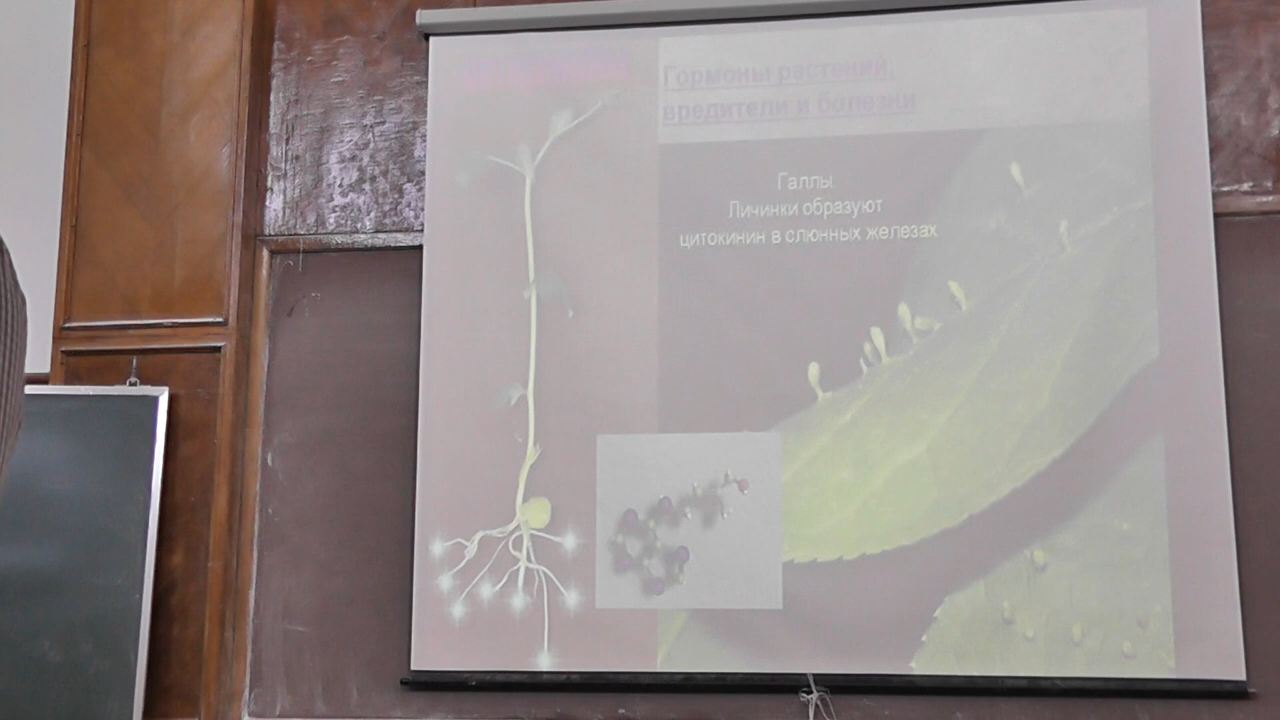 Гормоны растений,
вредители и болезни
Галлы.
Личинки образуют
цитокинин в слюнных железах